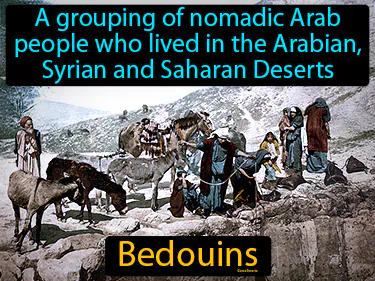 A grouping of nomadic Arab
people who lived in the Arabian,
Syrian and Saharan Deserts
Bedouins